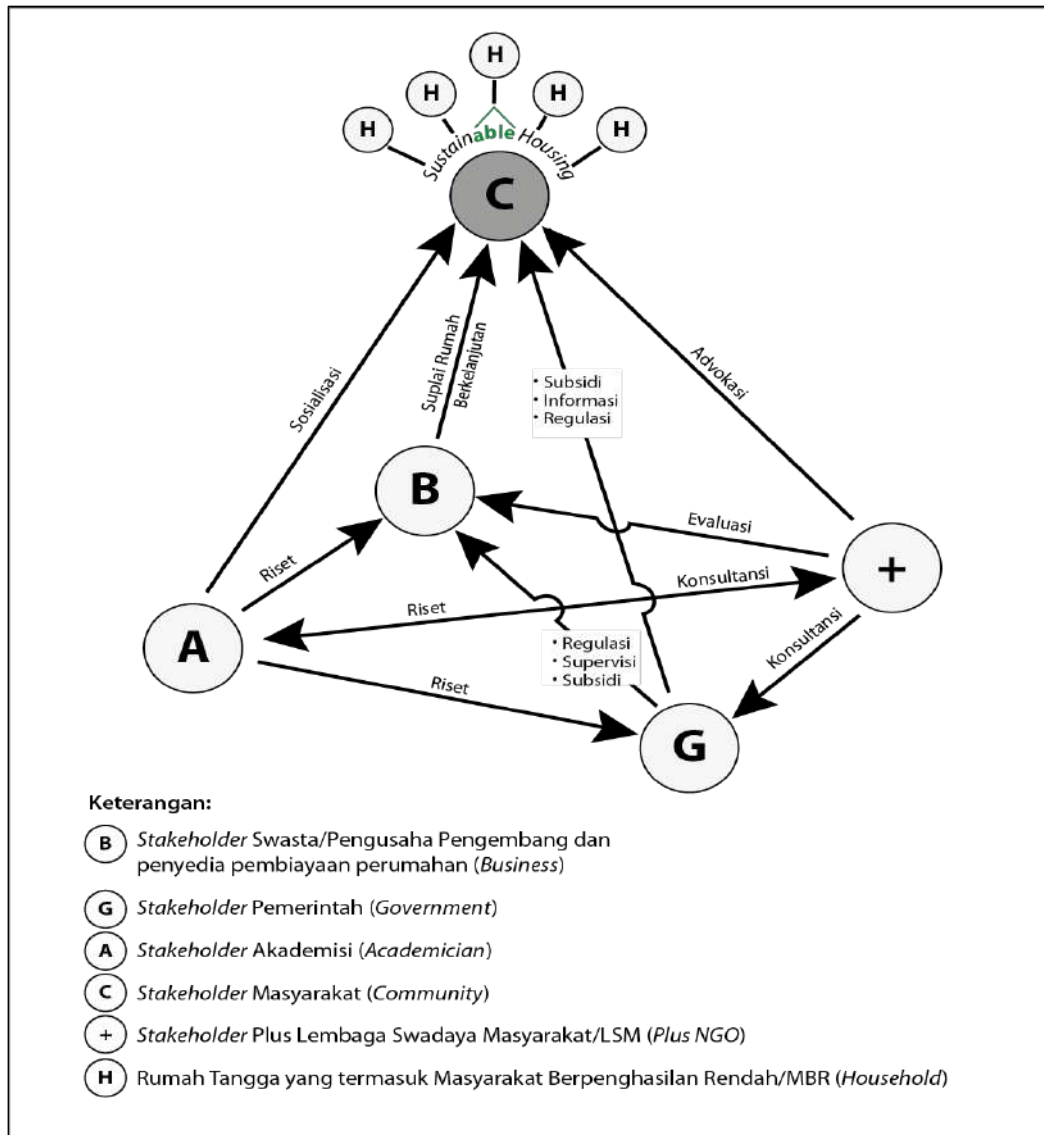 H
H
H
H
H
Sustainable Housing
C
Sosialisasi
Suplai Rumah
Berkelanjutan
• Subsidi
• Informasi
• Regulasi
Advokasi
B
Evaluasi
+
Riset
Konsultansi
Riset
A
Konsultansi
• Regulasi
• Supervisi
• Subsidi
Riset
G
Keterangan:
B Stakeholder Swasta/Pengusaha Pengembang dan
penyedia pembiayaan perumahan (Business)
G Stakeholder Pemerintah (Government)
A Stakeholder Akademisi (Academician)
C Stakeholder Masyarakat (Community)
+ Stakeholder Plus Lembaga Swadaya Masyarakat/LSM (Plus NGO)
H Rumah Tangga yang termasuk Masyarakat Berpenghasilan Rendah/MBR (Household)